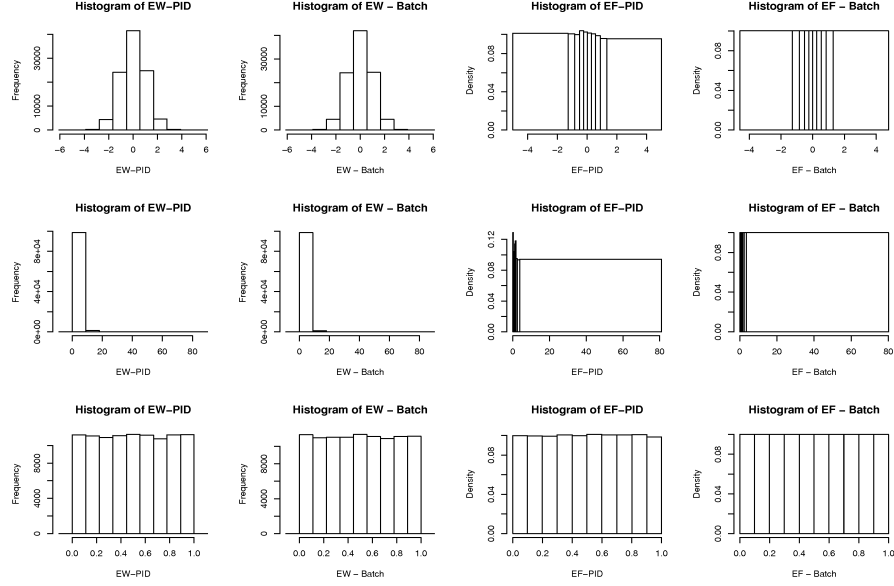 Histogram of EW−PID Histogram of EW − Batch Histogram of EF−PID Histogram of EF − Batch
Frequency 0 10000 30000
−6 −4 −2 0 2 4 6
EW−PID
Frequency 0 10000 30000
−6 −4 −2 0 2 4 6
EW − Batch
Density 0.00 0.04 0.08
−4 −2 0 2 4
EF−PID
Density 0.00 0.04 0.08
−4 −2 0 2 4
EF − Batch
Histogram of EW−PID Histogram of EW − Batch Histogram of EF−PID Histogram of EF − Batch
Frequency 0e+00 4e+04 8e+04
0 20 40 60 80
EW−PID
Frequency 0e+00 4e+04 8e+04
0 20 40 60 80
EW − Batch
Density 0.00 0.04 0.08 0.12
0 20 40 60 80
EF−PID
Density 0.00 0.04 0.08
0 20 40 60 80
EF − Batch
Histogram of EW−PID Histogram of EW − Batch Histogram of EF−PID Histogram of EF − Batch
Frequency 0 4000 8000
0.0 0.2 0.4 0.6 0.8 1.0
EW−PID
Frequency 0 4000 8000
0.0 0.2 0.4 0.6 0.8 1.0
EW − Batch
Density 0.00 0.04 0.08
0.0 0.2 0.4 0.6 0.8 1.0
EF−PID
Density 0.00 0.04 0.08
0.0 0.2 0.4 0.6 0.8 1.0
EF − Batch